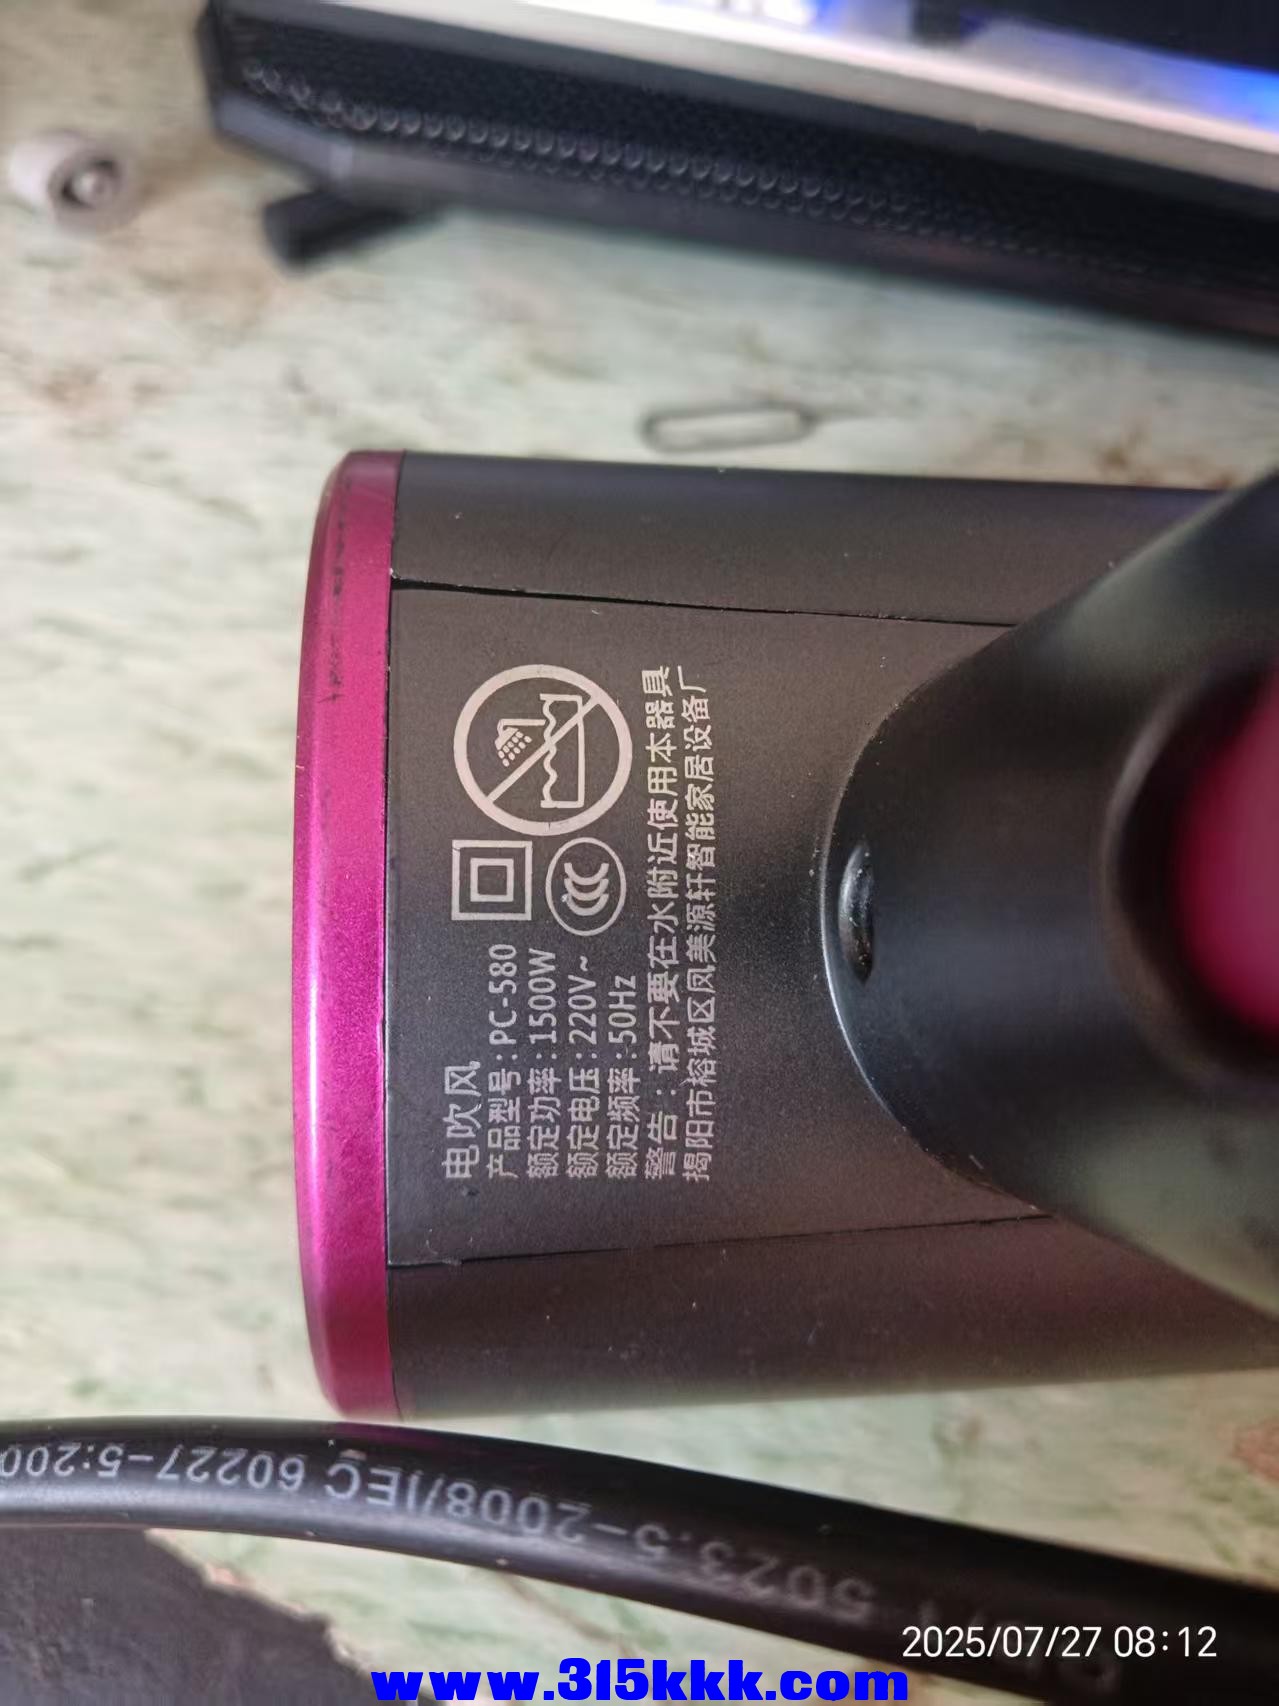 电吹风
产品型号:PC-580
额定功率:1500W
额定电压:220V~
额定频率:50Hz
警告:请不要在水附近使用本器具
揭阳市榕城区凤美源轩智能家居设备厂
5023.5-2008/IEC 60227-5:200
2025/07/27 08:12
www.315kkk.com